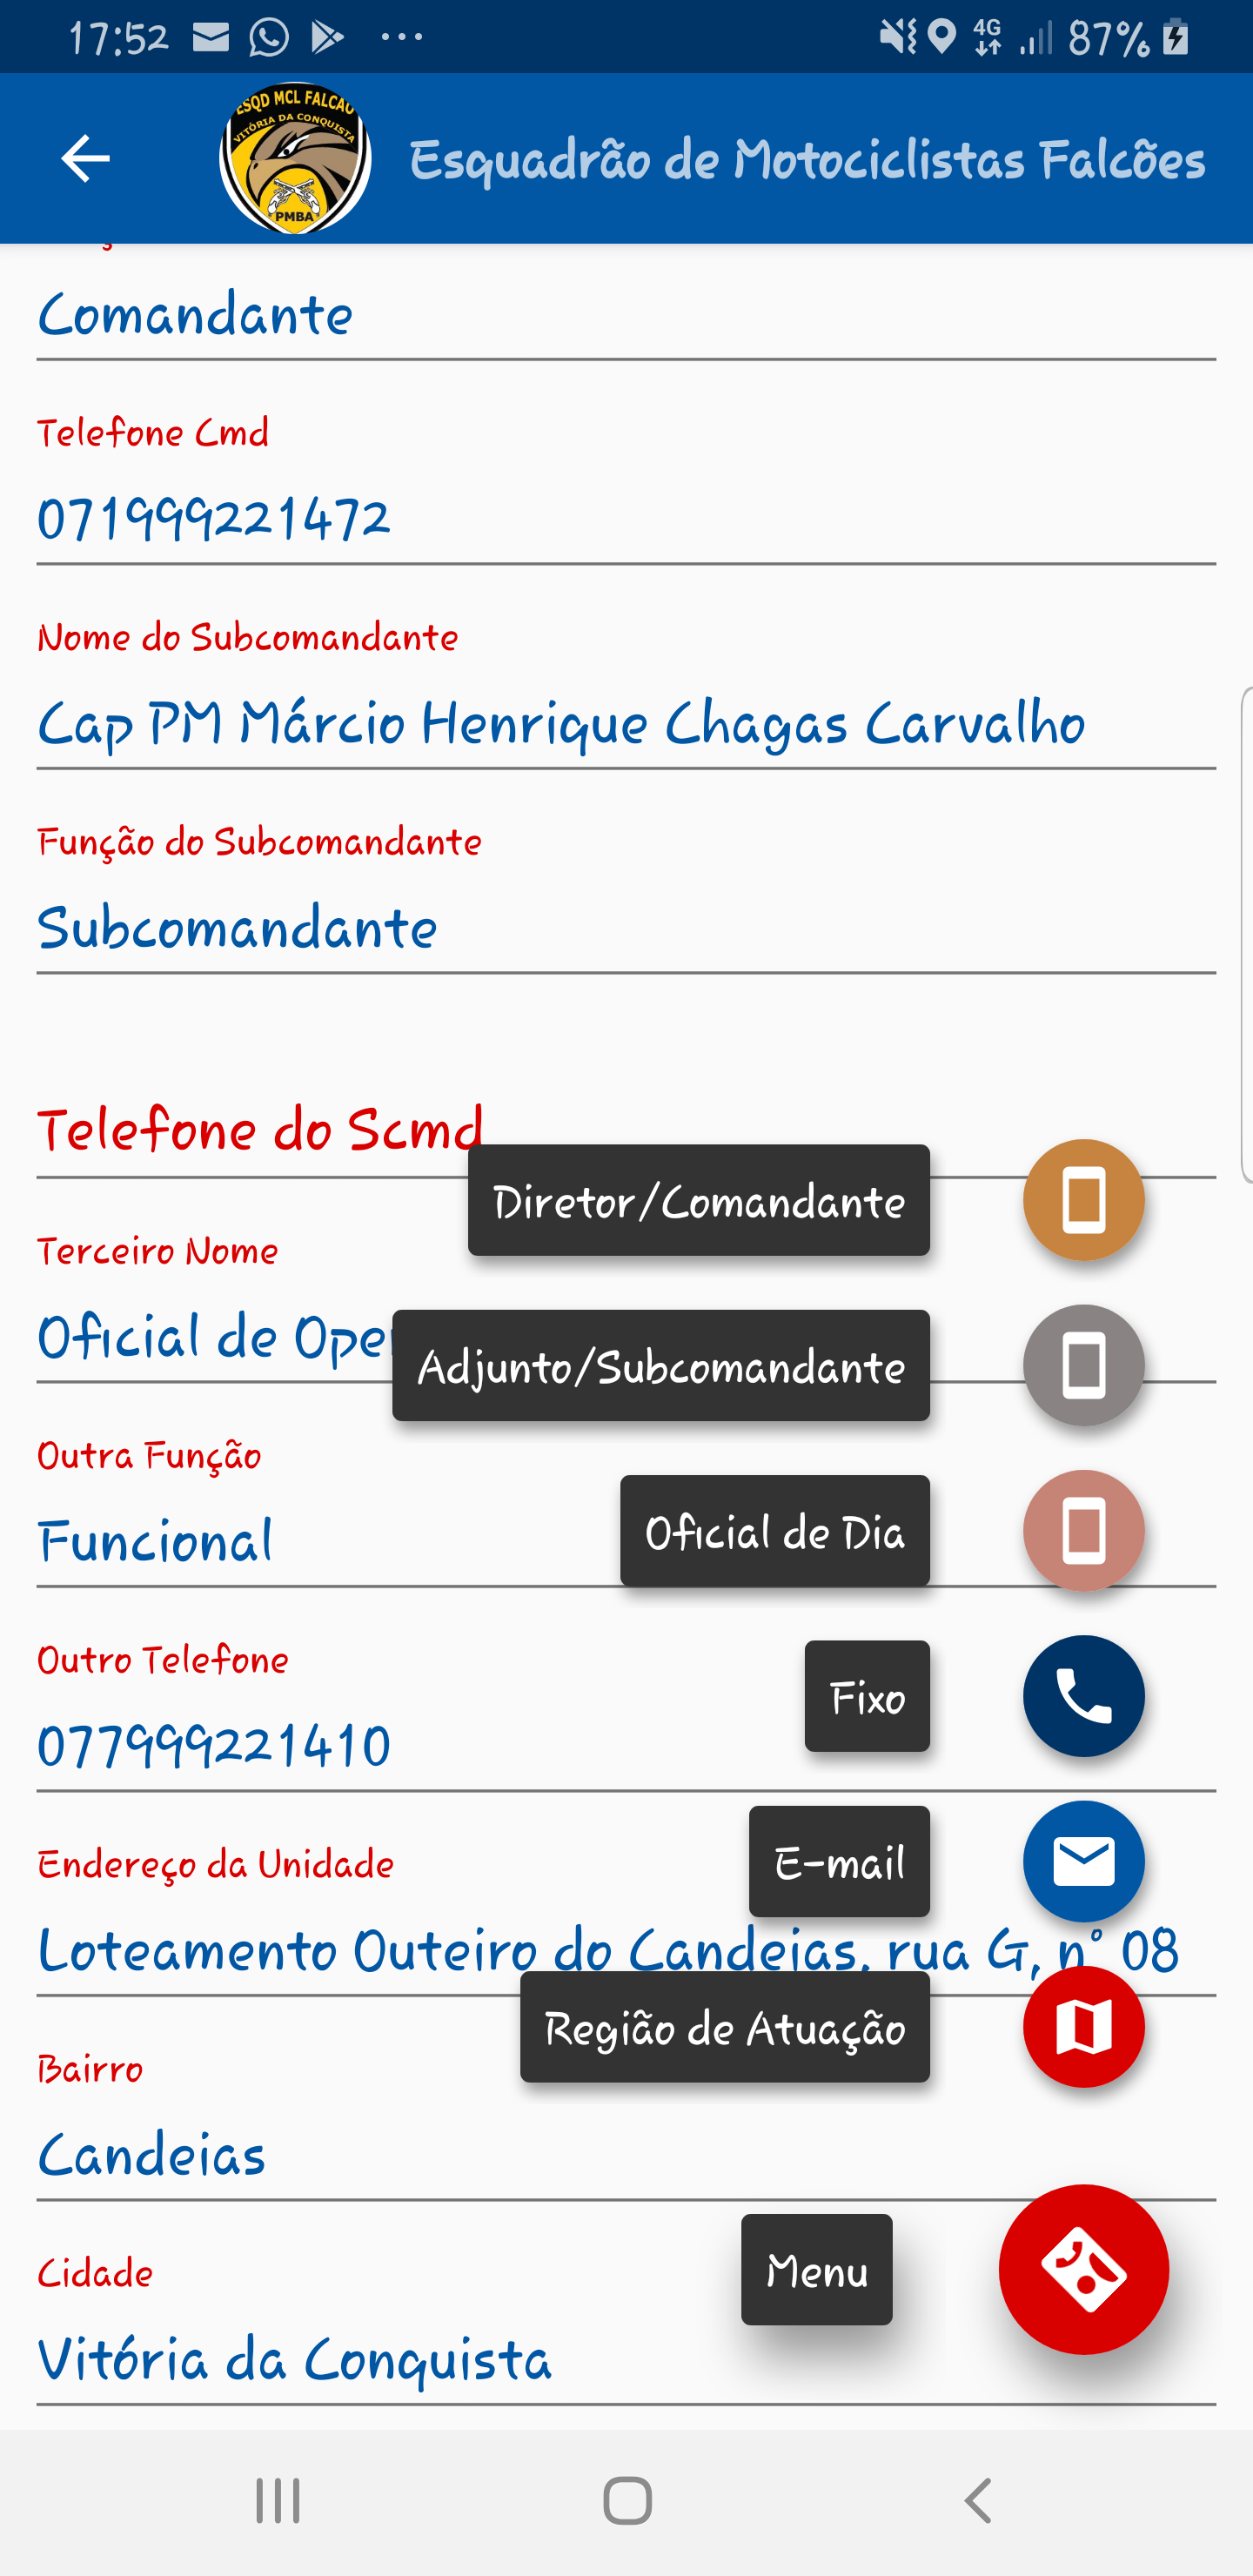 17:52 ... 4G 87%
ESQD MCL FALCAO
VITÓRIA DA CONQUISTA
PMBA
Esquadrão de Motociclistas Falcões
Comandante
Telefone Cmd
071999221472
Nome do Subcomandante
Cap PM Márcio Henrique Chagas Carvalho
Função do Subcomandante
Subcomandante
Telefone do Scmd
Diretor/Comandante
Terceiro Nome
Oficial de
Adjunto/Subcomandante
Outra Função
Funcional
Oficial de Dia
Outro Telefone
Fixo
077999221410
Endereço da Unidade
E-mail
Loteamento Outeiro do Candeias, rua G, n° 08
Região de Atuação
Bairro
Candeias
Menu
Cidade
Vitória da Conquista